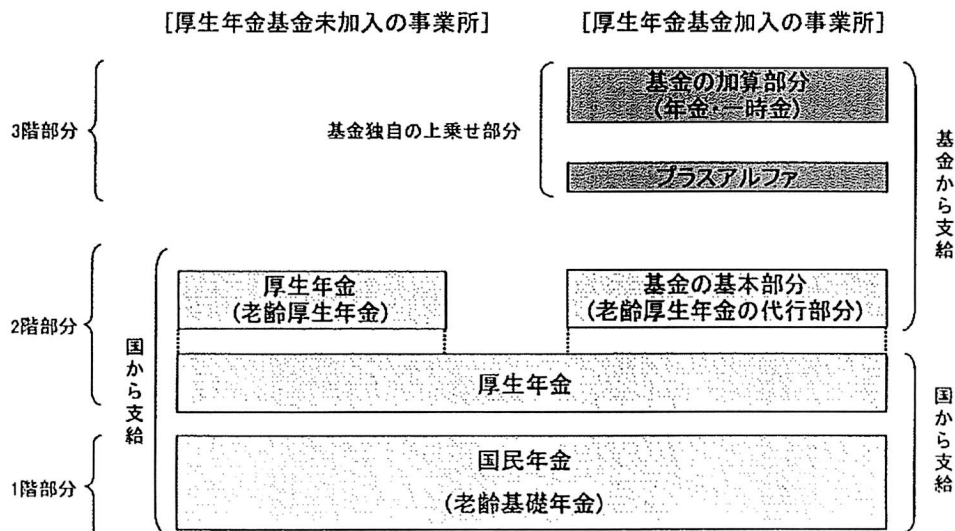 [厚生年金基金未加入の事業所]
[厚生年金基金加入の事業所]
3階部分
基金独自の上乗せ部分
基金の加算部分
(年金・一時金)
プラスアルファ
基金から支給
2階部分
厚生年金
(老齢厚生年金)
基金の基本部分
(老齢厚生年金の代行部分)
国から支給
厚生年金
国から支給
1階部分
国民年金
(老齢基礎年金)